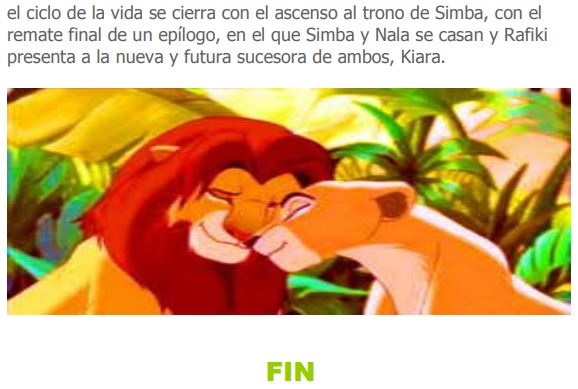 el ciclo de la vida se cierra con el ascenso al trono de Simba, con el
remate final de un epílogo, en el que Simba y Nala se casan y Rafiki
presenta a la nueva y futura sucesora de ambos, Kiara.
FIN